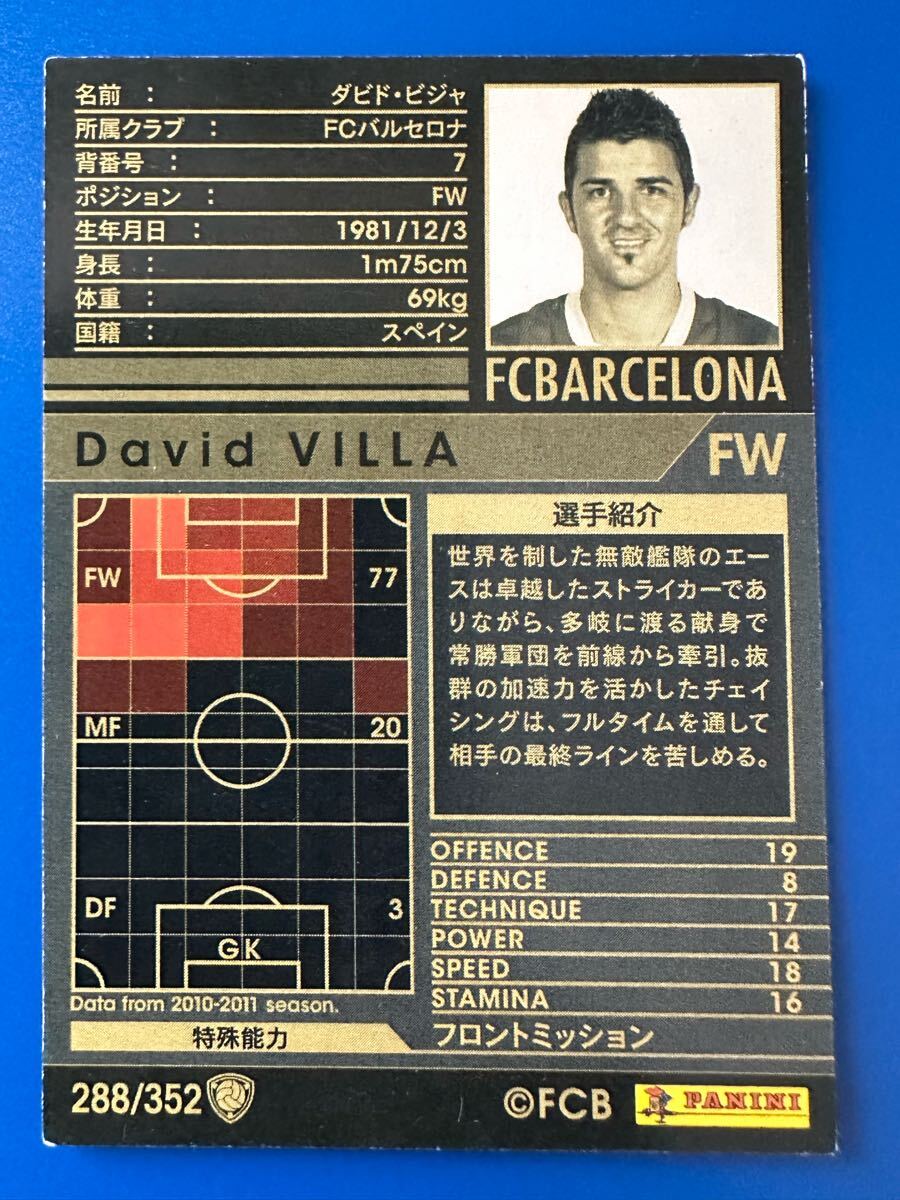 名前 ： ダビド・ビジャ
所属クラブ ： FCバルセロナ
背番号 ： 7
ポジション ： FW
生年月日 ： 1981/12/3
身長 ： 1m75cm
体重 ： 69kg
国籍 ： スペイン
FCBARCELONA
David VILLA FW
FW 77
MF 20
DF 3
GK
Data from 2010-2011 season.
選手紹介
世界を制した無敵艦隊のエー
スは卓越したストライカーであ
りながら、多岐に渡る献身で
常勝軍団を前線から牽引。抜
群の加速力を活かしたチェイ
シングは、フルタイムを通して
相手の最終ラインを苦しめる。
OFFENCE 19
DEFENCE 8
TECHNIQUE 17
POWER 14
SPEED 18
STAMINA 16
特殊能力 フロントミッション
288/352 ©FCB PANINI